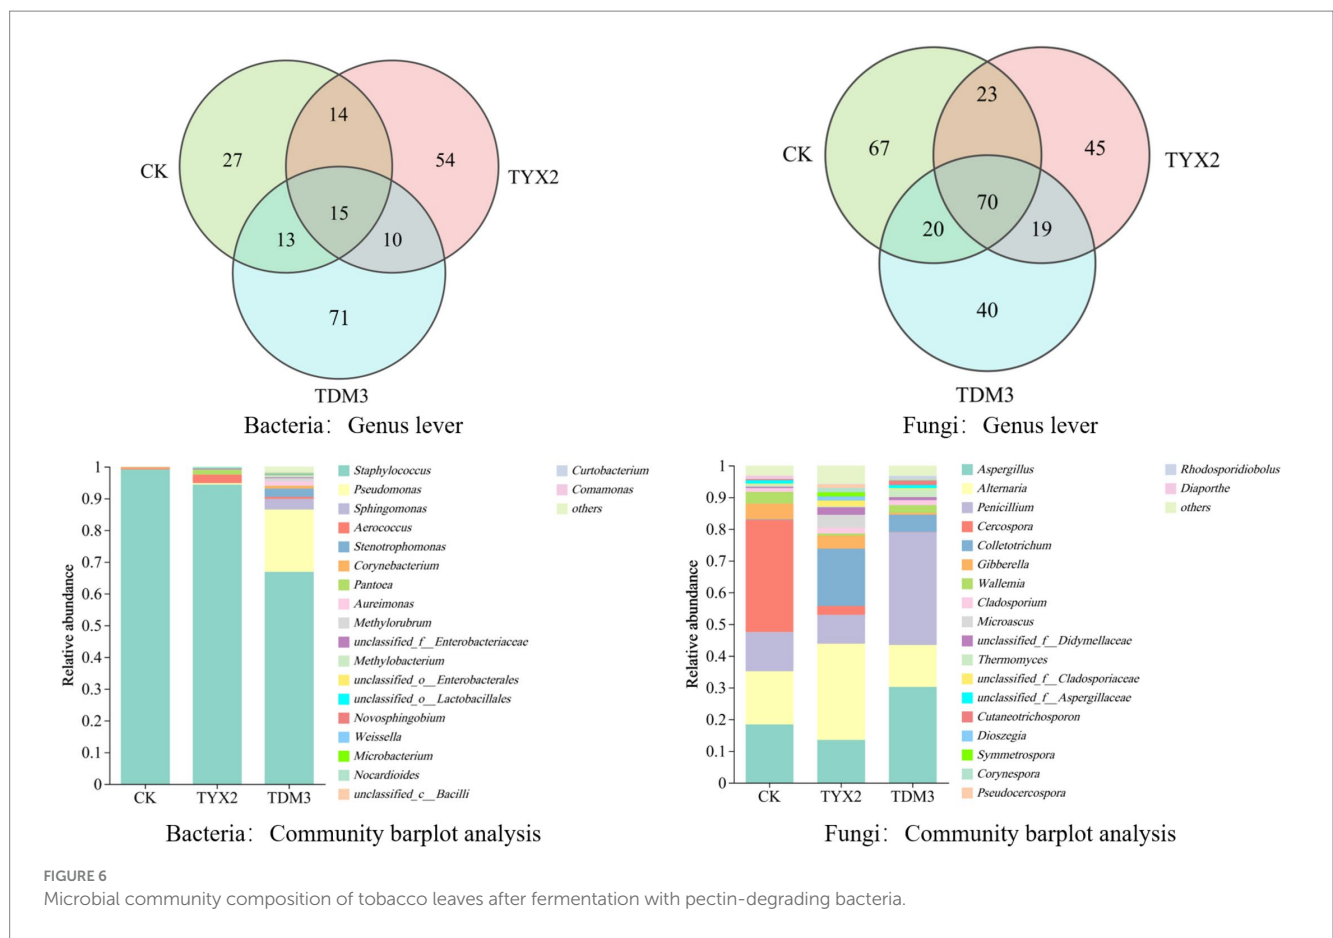 14
27
54
CK
TYX2
15
13
10
71
TDM3
Bacteria: Genus lever
23
67
45
CK
TYX2
70
20
19
40
TDM3
Fungi: Genus lever
Relative abundance
1
0.9
0.8
0.7
0.6
0.5
0.4
0.3
0.2
0.1
0
CK
TYX2
TDM3
Staphylococcus
Pseudomonas
Sphingomonas
Aerococcus
Stenotrophomonas
Corynebacterium
Pantoea
Aureimonas
Methylorubrum
unclassified_f__Enterobacteriaceae
Methylobacterium
unclassified_o__Enterobacterales
unclassified_o__Lactobacillales
Novosphingobium
Weissella
Microbacterium
Nocardioides
unclassified_c__Bacilli
Curtobacterium
Comamonas
others
Bacteria: Community barplot analysis
Relative abundance
1
0.9
0.8
0.7
0.6
0.5
0.4
0.3
0.2
0.1
0
CK
TYX2
TDM3
Aspergillus
Alternaria
Penicillium
Cercospora
Colletotrichum
Gibberella
Wallemia
Cladosporium
Microascus
unclassified_f__Didymellaceae
Thermomyces
unclassified_f__Cladosporiaceae
unclassified_f__Aspergillaceae
Cutaneotrichosporon
Dioszegia
Symmetrospora
Corynespora
Pseudocercospora
Rhodosporidiobolus
Diaporthe
others
Fungi: Community barplot analysis
FIGURE 6
Microbial community composition of tobacco leaves after fermentation with pectin-degrading bacteria.